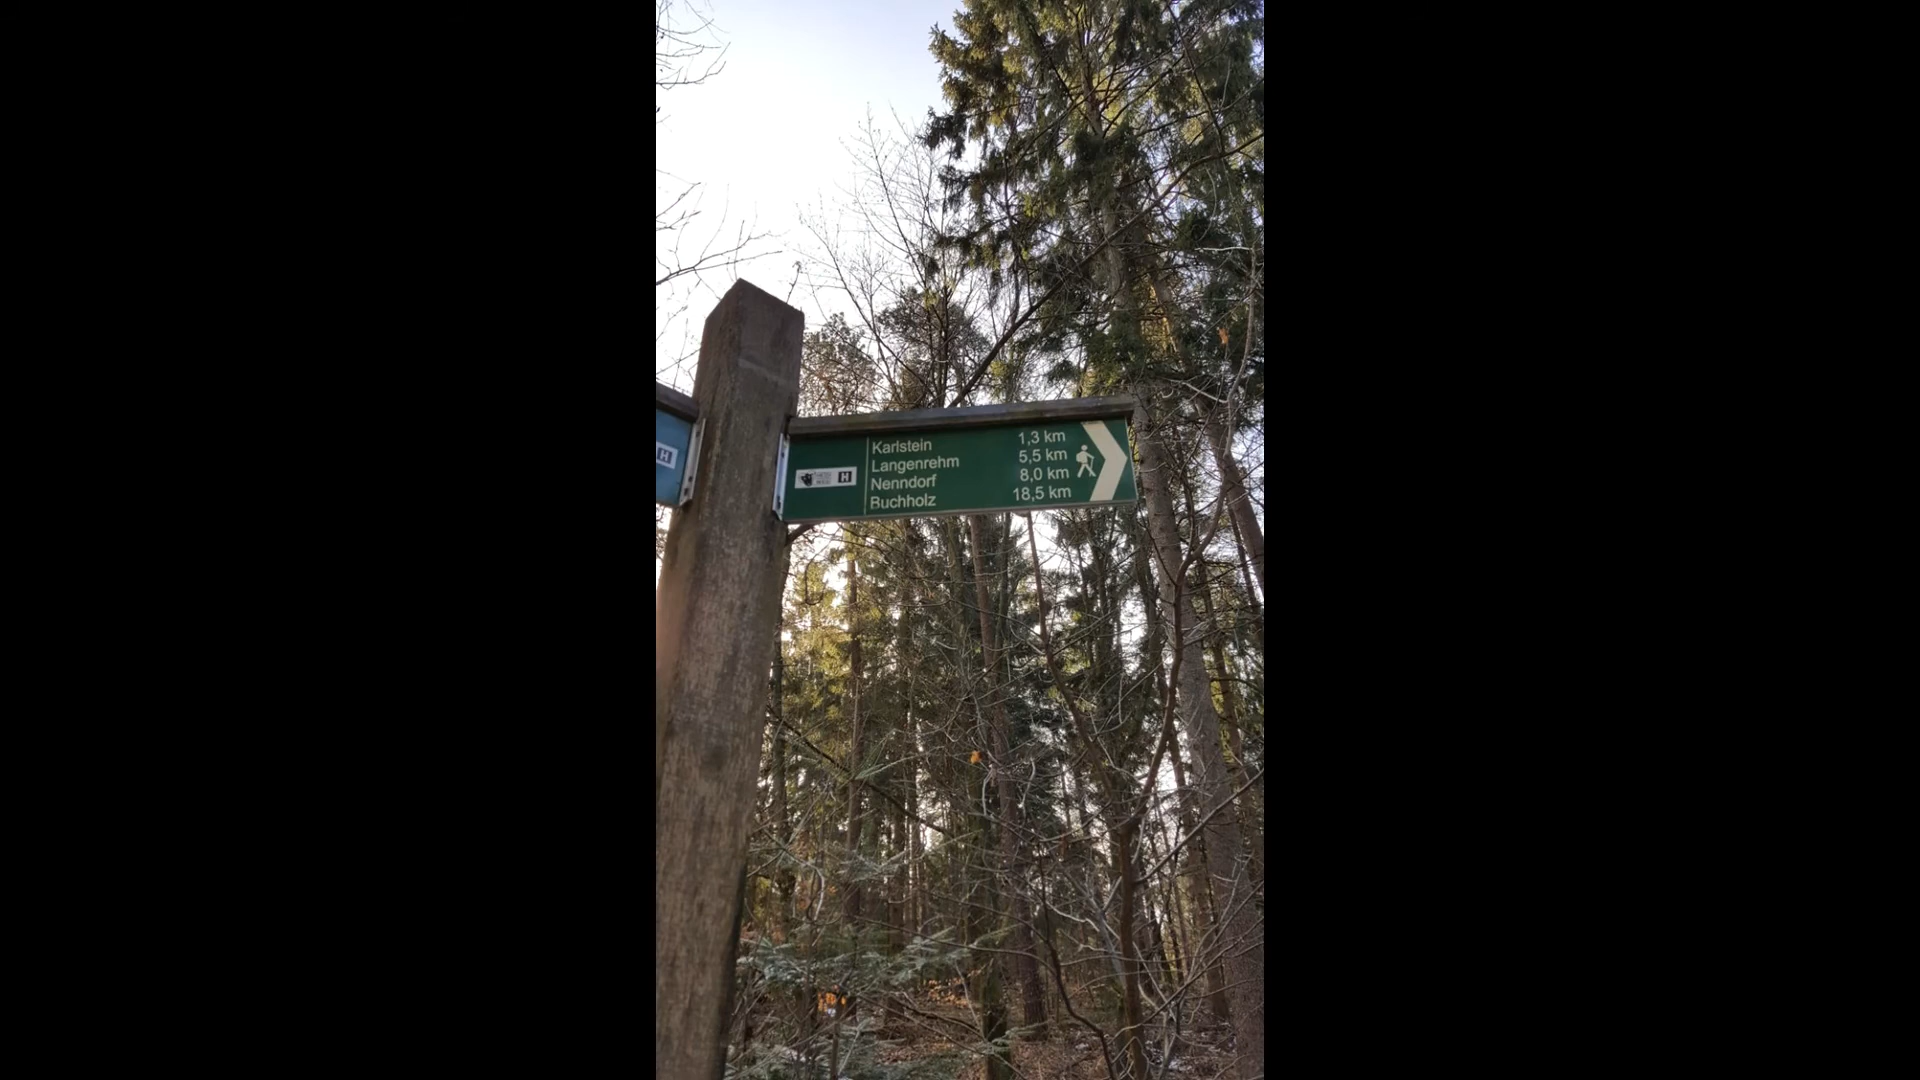 Karlstein 1,3 km
Langenrehm 5,5 km
Nenndorf 8,0 km
Buchholz 18,5 km
H
H